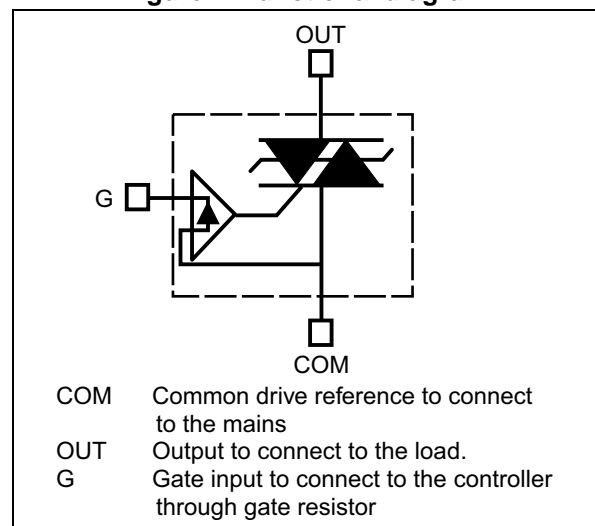 OUT
G
COM
COM Common drive reference to connect
to the mains
OUT Output to connect to the load.
G Gate input to connect to the controller
through gate resistor